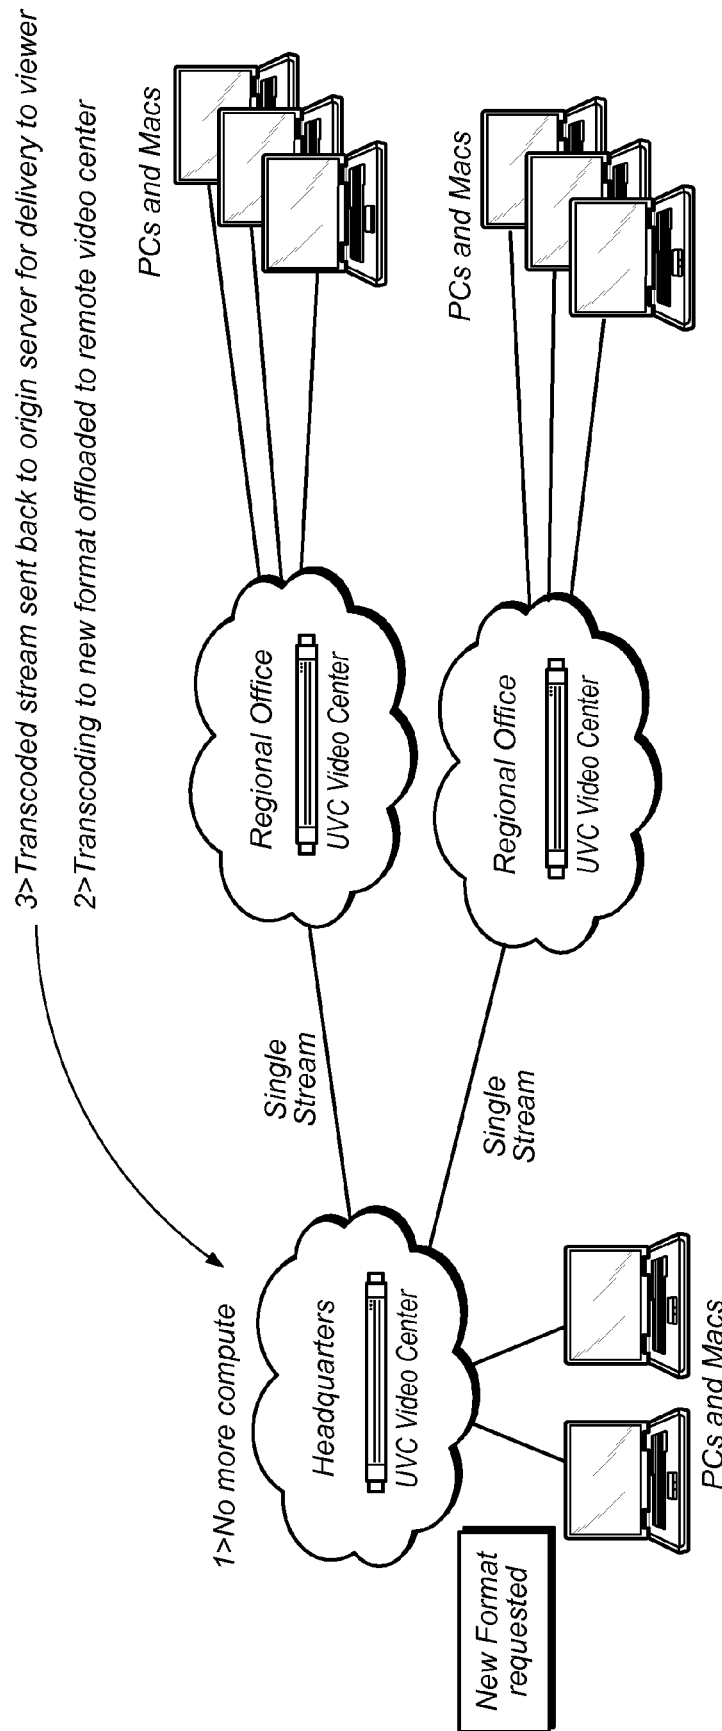 3>Transcoded stream sent back to origin server for delivery to viewer
2>Transcoding to new format offloaded to remote video center
1>No more compute
Headquarters
UVC Video Center
New Format
requested
PCs and Macs
Single
Stream
Single
Stream
Regional Office
UVC Video Center
PCs and Macs
Regional Office
UVC Video Center
PCs and Macs